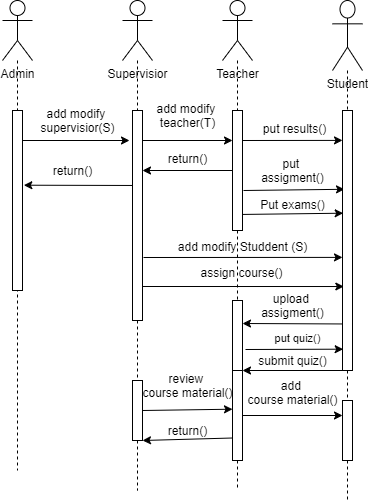 Admin
Supervisior
Teacher
Student
add modify
supervisior(S)
add modify
teacher(T)
put results()
return()
return()
put
assigment()
Put exams()
add modify Studdent (S)
assign course()
upload
assigment()
put quiz()
submit quiz()
review
course material()
add
course material()
return()